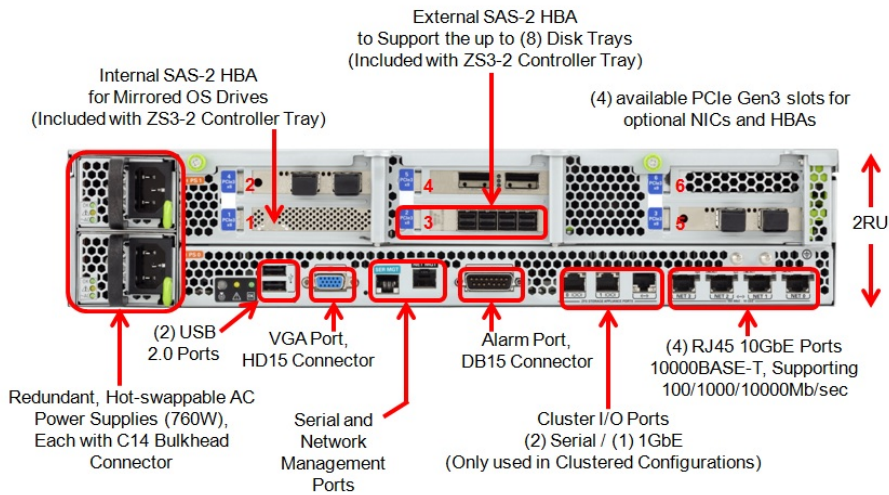 External SAS-2 HBA
to Support the up to (8) Disk Trays
(Included with ZS3-2 Controller Tray)
Internal SAS-2 HBA
for Mirrored OS Drives
(Included with ZS3-2 Controller Tray)
(4) available PCIe Gen3 slots for
optional NICs and HBAs
2
4
6
1
3
5
2RU
SER MGT
NET 3
NET 2
NET 1
NET 0
(2) USB
2.0 Ports
VGA Port,
HD15 Connector
Alarm Port,
DB15 Connector
(4) RJ45 10GbE Ports
10000BASE-T, Supporting
100/1000/10000Mb/sec
Redundant, Hot-swappable AC
Power Supplies (760W),
Each with C14 Bulkhead
Connector
Serial and
Network
Management
Ports
Cluster I/O Ports
(2) Serial / (1) 1GbE
(Only used in Clustered Configurations)